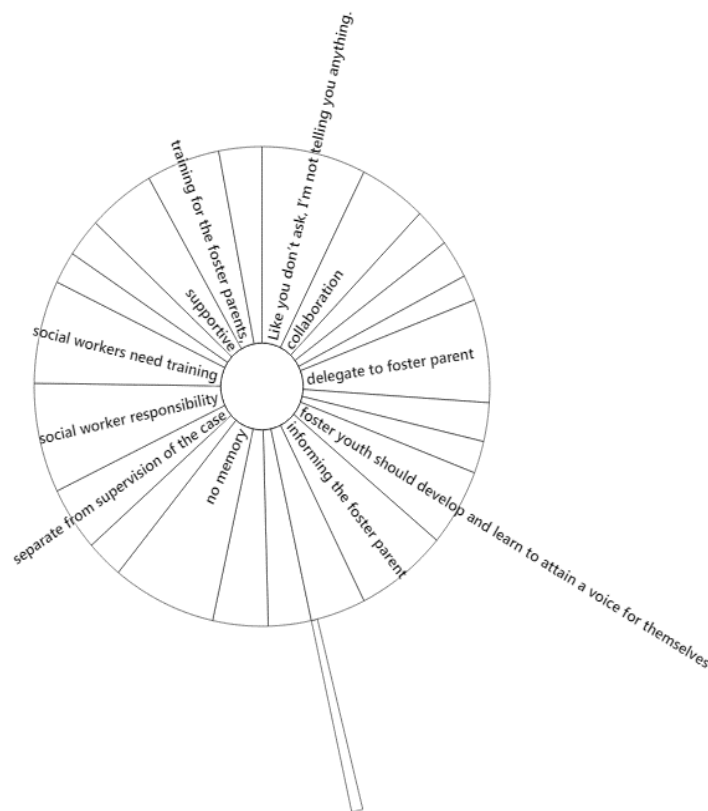 Like you don't ask, I'm not telling you anything.
collaboration
delegate to foster parent
foster youth should develop and learn to attain a voice for themselves
informing the foster parent
no memory
separate from supervision of the case
social worker responsibility
social workers need training
supportive
training for the foster parents,